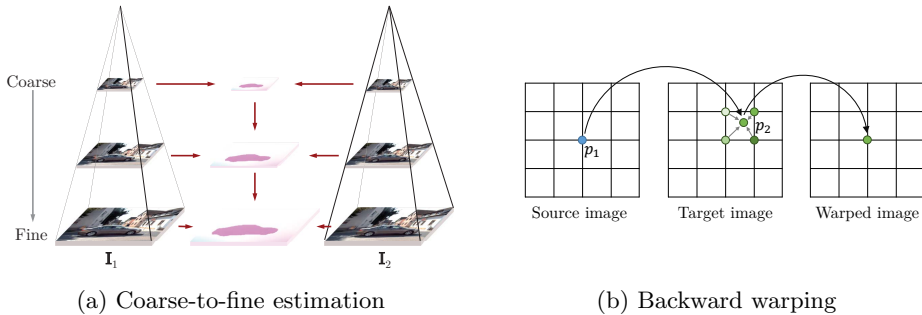 Coarse
Fine
I₁
I₂
(a) Coarse-to-fine estimation
p₁
p₂
Source image
Target image
Warped image
(b) Backward warping